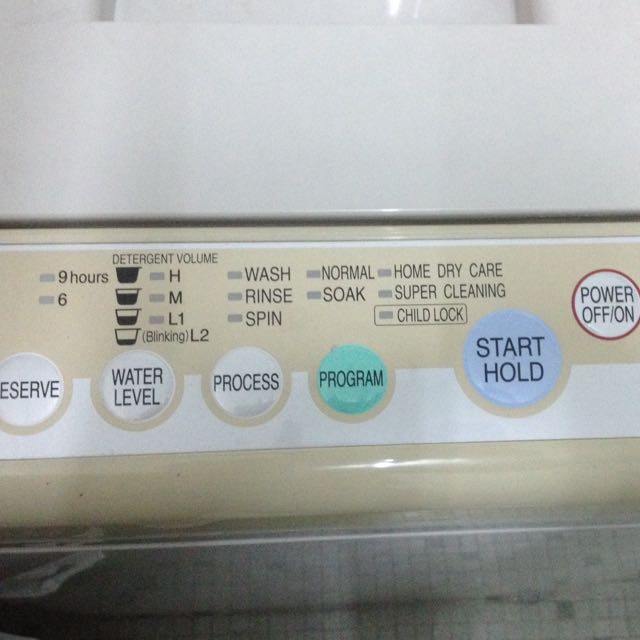 DETERGENT VOLUME
9 hours H WASH NORMAL HOME DRY CARE
6 M RINSE SOAK SUPER CLEANING
L1 SPIN CHILD LOCK
(Blinking) L2
POWER
OFF/ON
ESERVE
WATER
LEVEL
PROCESS
PROGRAM
START
HOLD